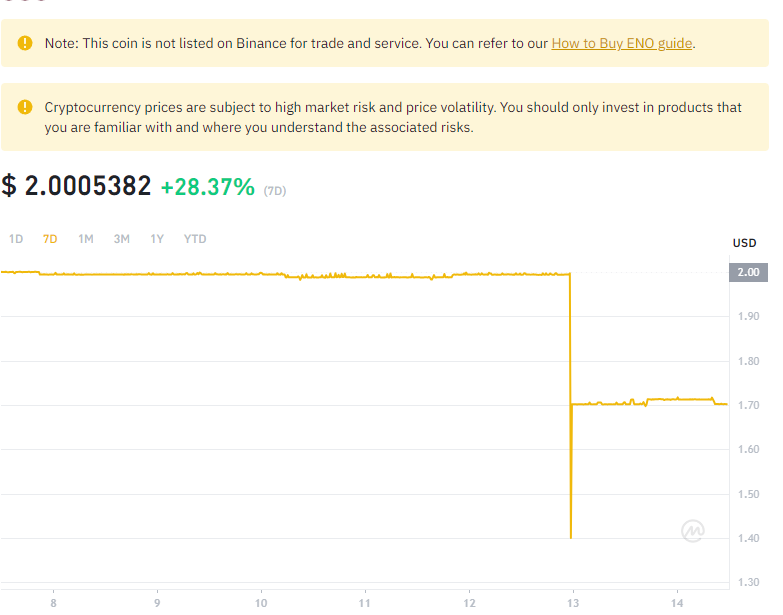 Note: This coin is not listed on Binance for trade and service. You can refer to our How to Buy ENO guide.
Cryptocurrency prices are subject to high market risk and price volatility. You should only invest in products that
you are familiar with and where you understand the associated risks.
$ 2.0005382 +28.37% (7D)
1D 7D 1M 3M 1Y YTD
USD
2.00
1.90
1.80
1.70
1.60
1.50
1.40
1.30
8 9 10 11 12 13 14